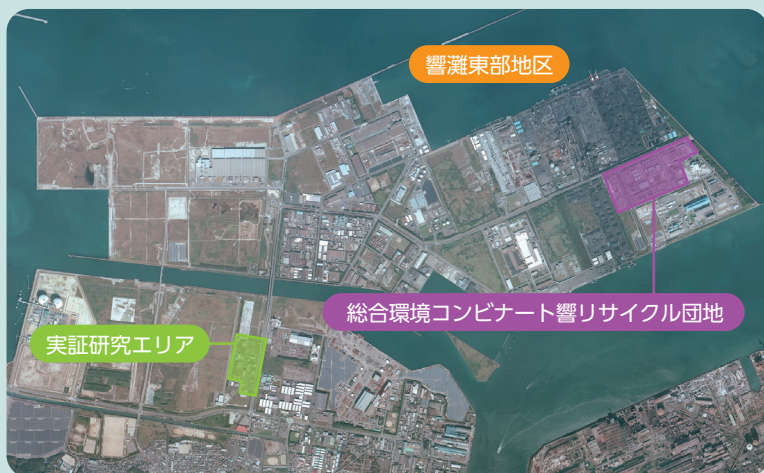 響灘東部地区
総合環境コンビナート響リサイクル団地
実証研究エリア